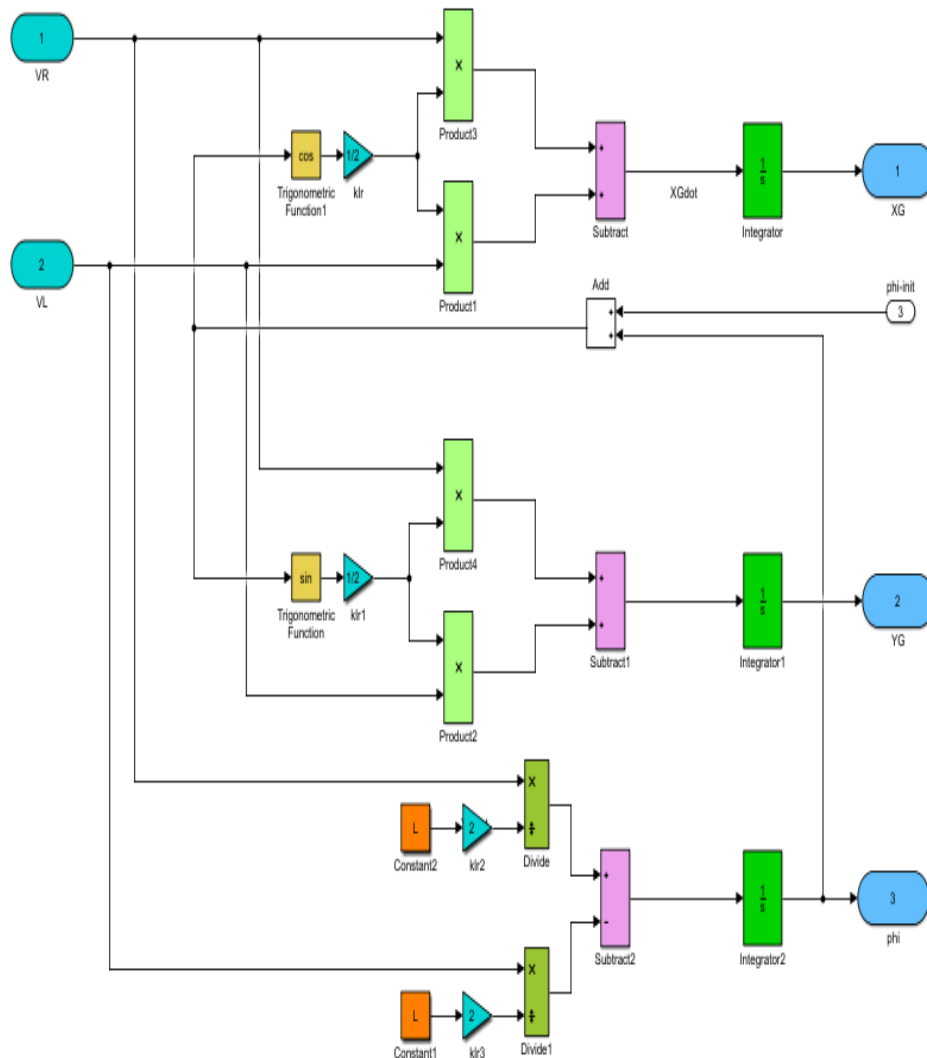 1
VR
×
Product3
cos
Trigonometric
Function1
1/2
klr
×
Product1
+
+
Subtract
XGdot
1
s
Integrator
1
XG
2
VL
Add
+
+
phi-init
3
×
Product4
sin
Trigonometric
Function
1/2
klr1
×
Product2
+
+
Subtract1
1
s
Integrator1
2
YG
L
Constant2
2
klr2
×
÷
Divide
+
-
Subtract2
1
s
Integrator2
3
phi
L
Constant1
2
klr3
×
÷
Divide1